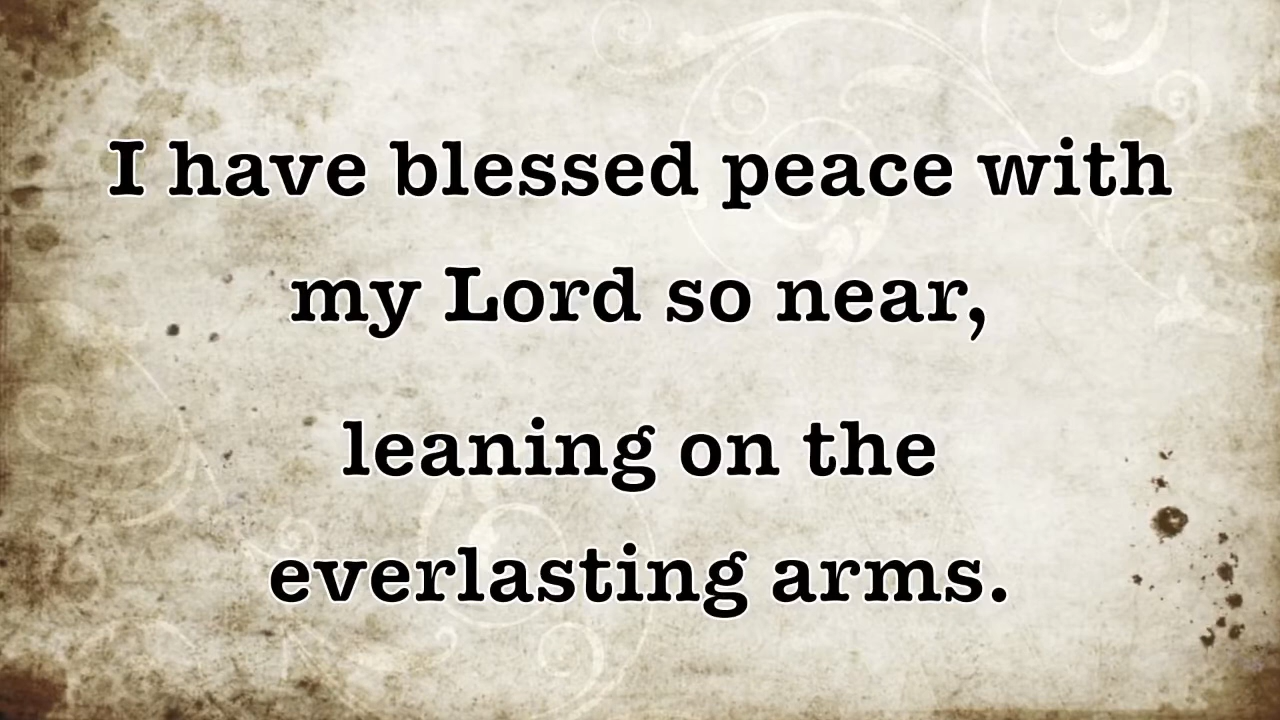 I have blessed peace with
my Lord so near,
leaning on the
everlasting arms.